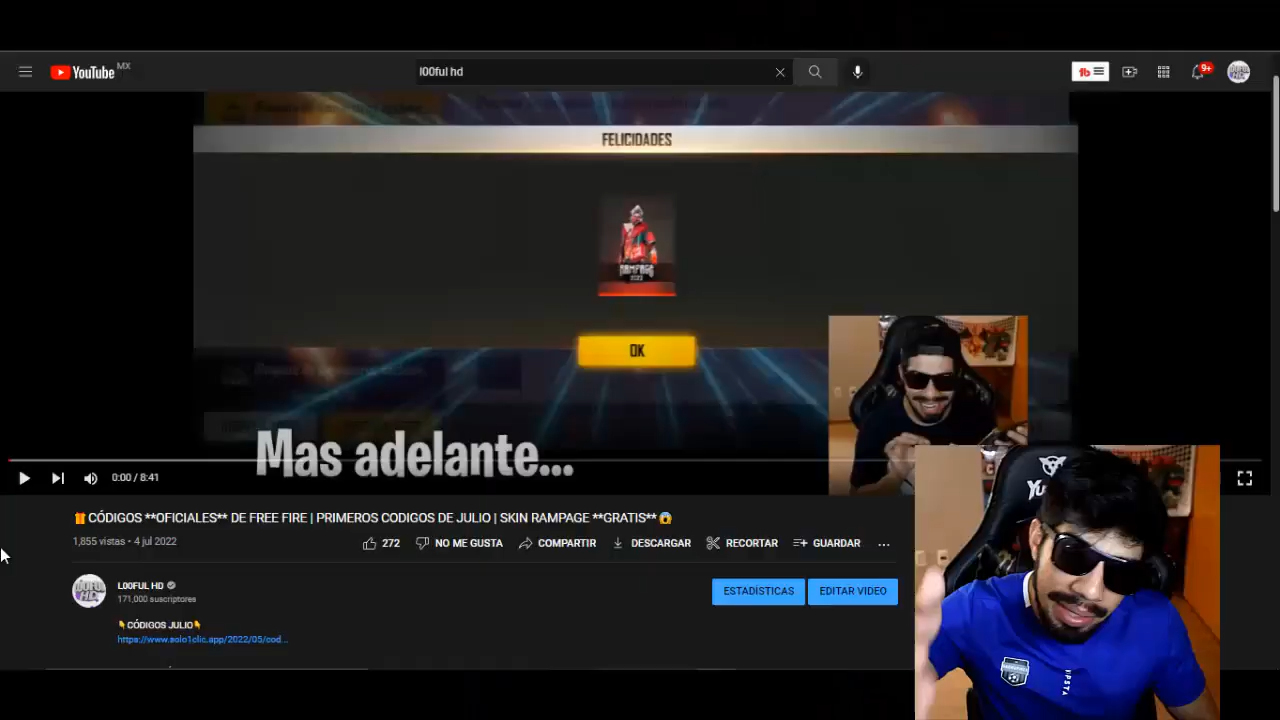 YouTube MX
l00ful hd
9+
FELICIDADES
RAMPAGE
2022
OK
Mas adelante...
0:00 / 8:41
🎁CÓDIGOS **OFICIALES** DE FREE FIRE | PRIMEROS CODIGOS DE JULIO | SKIN RAMPAGE **GRATIS**😱
1,855 vistas • 4 jul 2022
272
NO ME GUSTA
COMPARTIR
DESCARGAR
RECORTAR
GUARDAR
L00FUL HD
171,000 suscriptores
ESTADÍSTICAS
EDITAR VIDEO
👇CÓDIGOS JULIO👇
https://www.solo1clic.app/2022/05/cod...